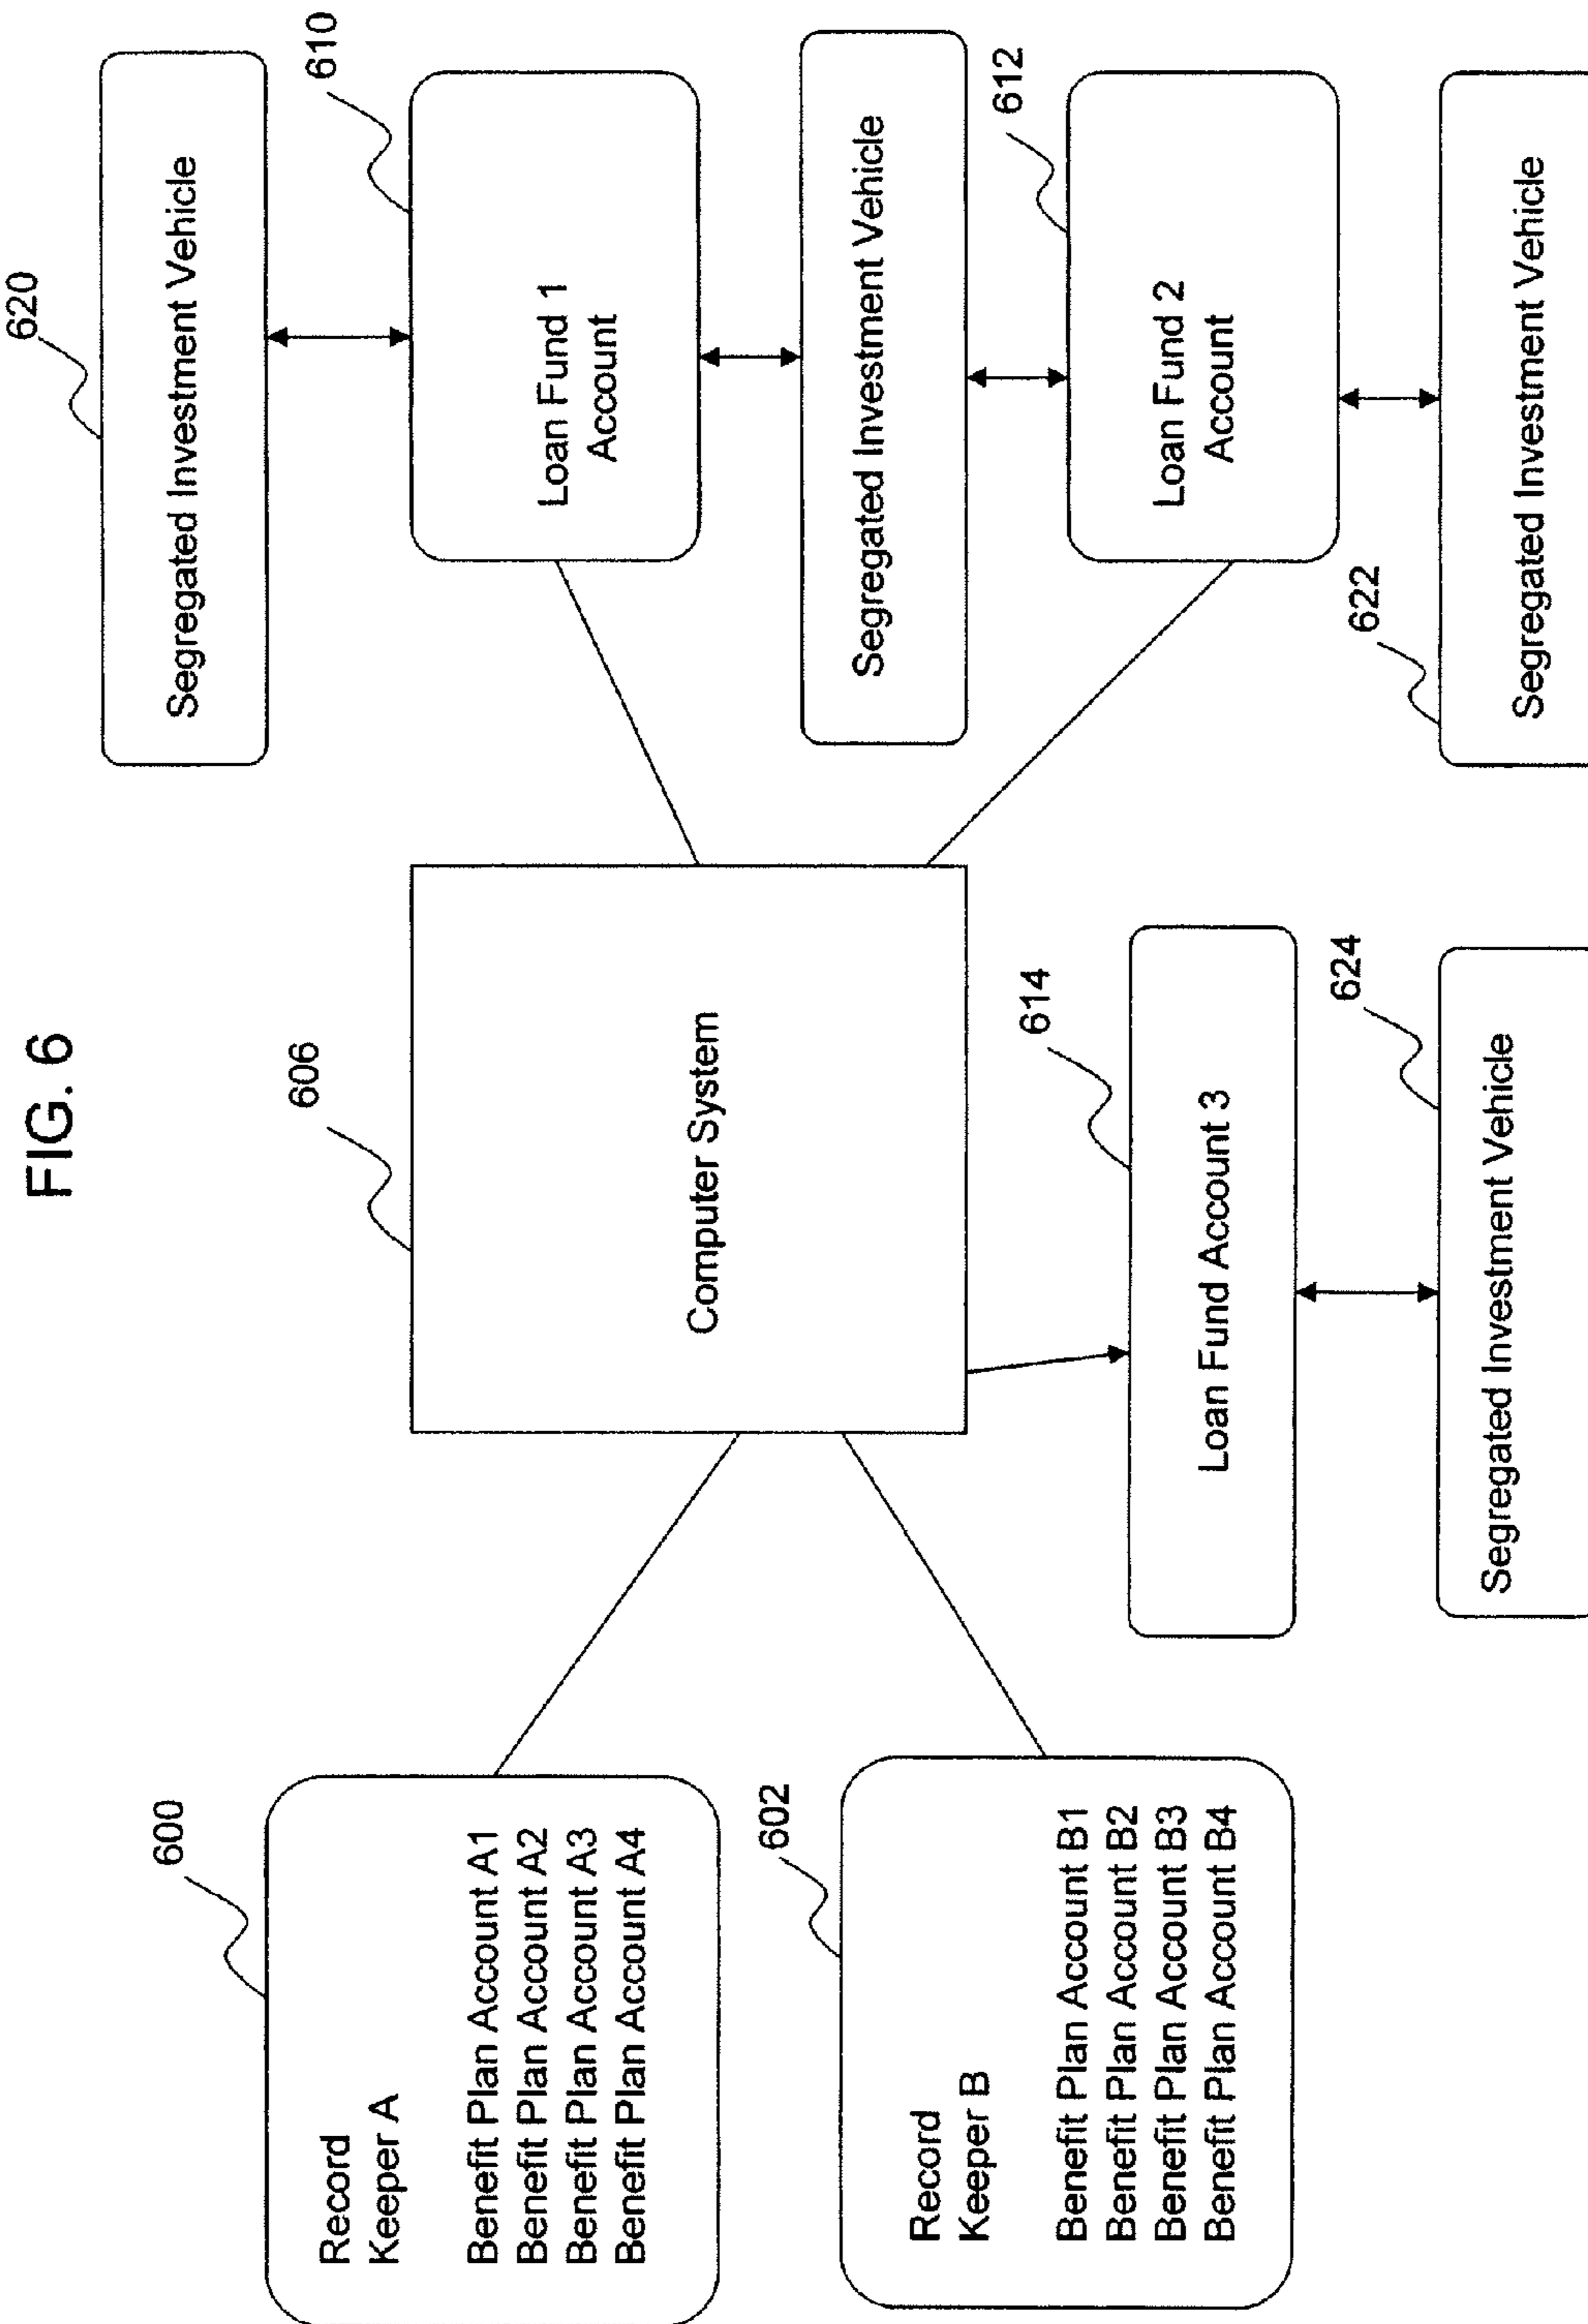 FIG. 6
600
Record
Keeper A
Benefit Plan Account A1
Benefit Plan Account A2
Benefit Plan Account A3
Benefit Plan Account A4
602
Record
Keeper B
Benefit Plan Account B1
Benefit Plan Account B2
Benefit Plan Account B3
Benefit Plan Account B4
606
Computer System
614
Loan Fund Account 3
624
Segregated Investment Vehicle
620
Segregated Investment Vehicle
610
Loan Fund 1
Account
Segregated Investment Vehicle
612
Loan Fund 2
Account
622
Segregated Investment Vehicle